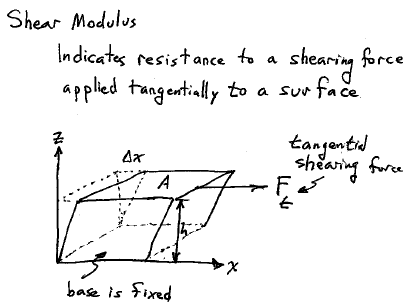 Shear Modulus
Indicates resistance to a shearing force
applied tangentially to a surface
z
Δx
A
h
tangential
shearing force
F
t
x
base is fixed